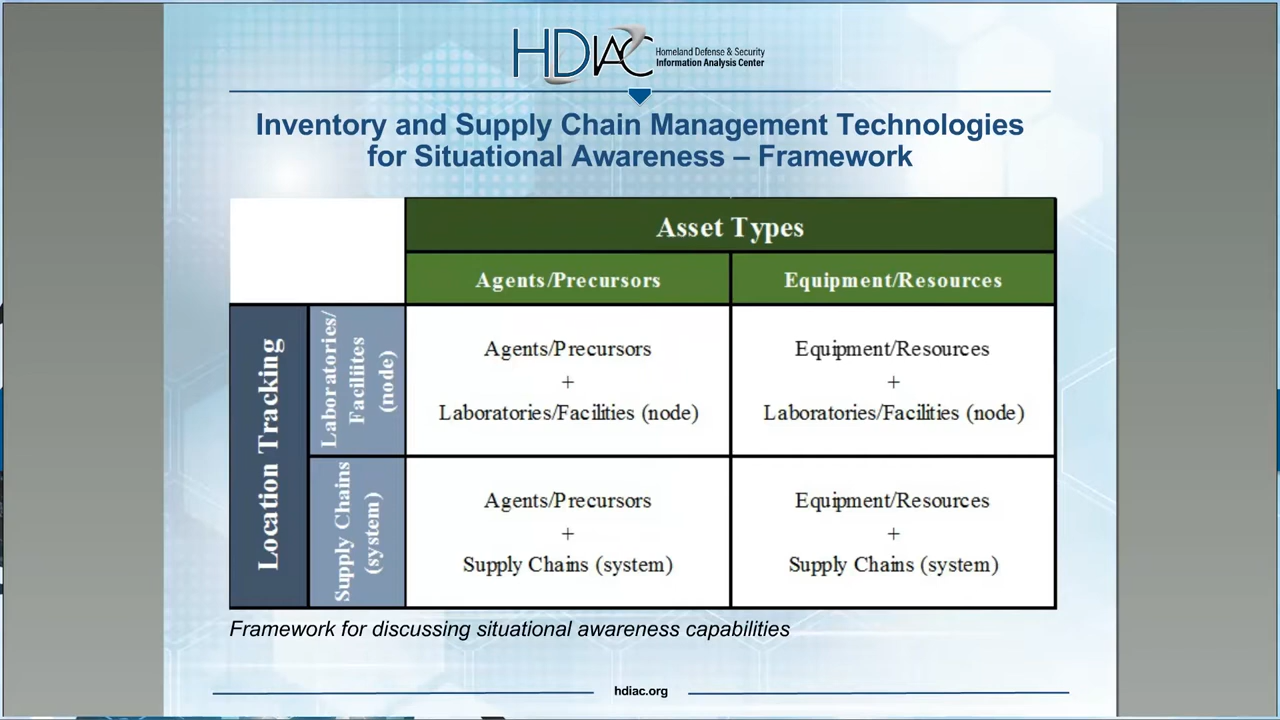 HDIAC
Homeland Defense & Security
Information Analysis Center
Inventory and Supply Chain Management Technologies
for Situational Awareness – Framework
Asset Types
Agents/Precursors
Equipment/Resources
Location Tracking
Laboratories/
Faciliites
(node)
Agents/Precursors
+
Laboratories/Facilities (node)
Equipment/Resources
+
Laboratories/Facilities (node)
Supply Chains
(system)
Agents/Precursors
+
Supply Chains (system)
Equipment/Resources
+
Supply Chains (system)
Framework for discussing situational awareness capabilities
hdiac.org